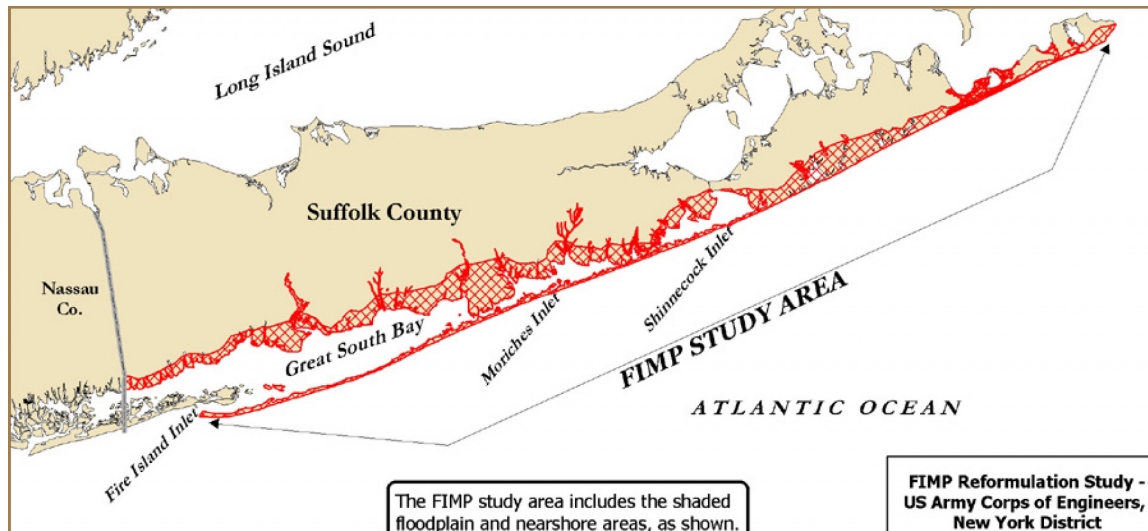 Long Island Sound
Suffolk County
Nassau
Co.
Great South Bay
Fire Island Inlet
Moriches Inlet
Shinnecock Inlet
FIMP STUDY AREA
ATLANTIC OCEAN
The FIMP study area includes the shaded
floodplain and nearshore areas, as shown.
FIMP Reformulation Study -
US Army Corps of Engineers,
New York District